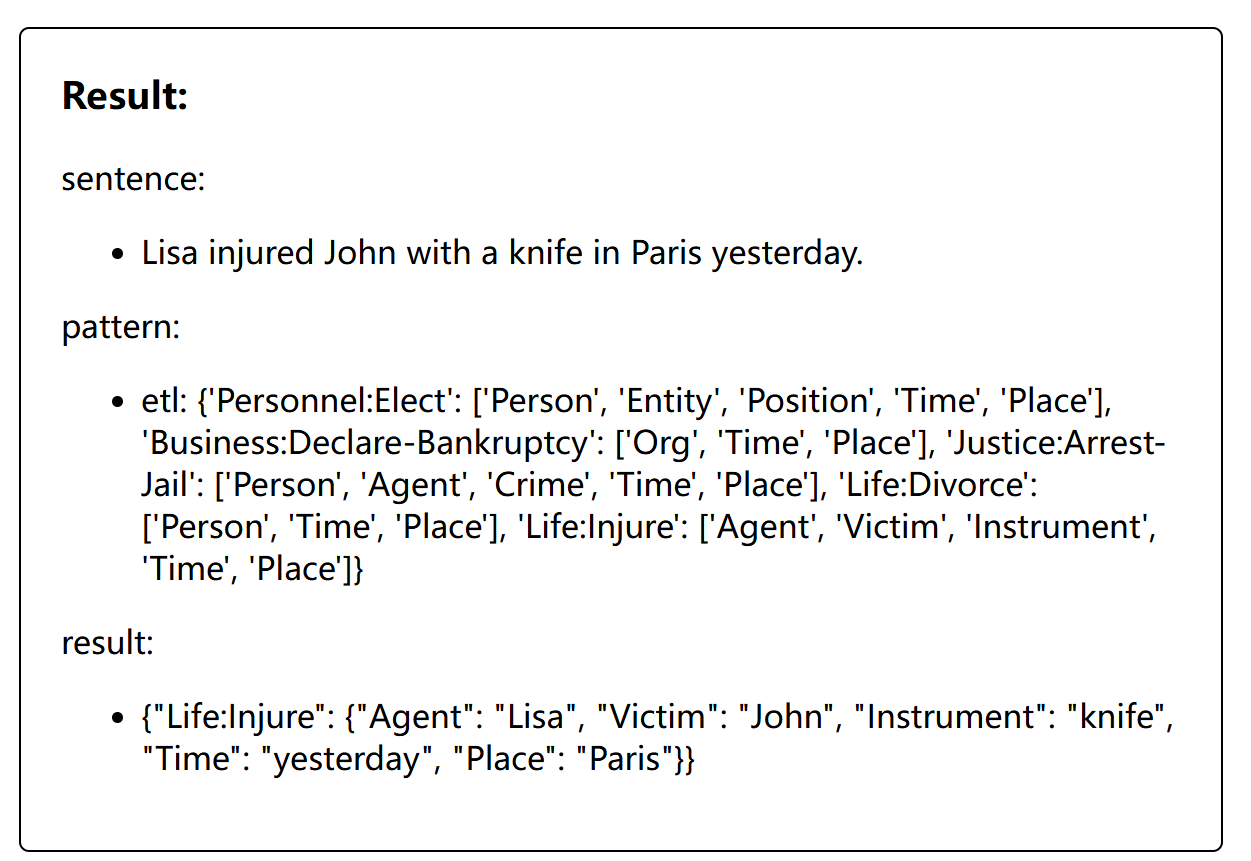 Result:
sentence:
• Lisa injured John with a knife in Paris yesterday.
pattern:
• etl: {'Personnel:Elect': ['Person', 'Entity', 'Position', 'Time', 'Place'],
'Business:Declare-Bankruptcy': ['Org', 'Time', 'Place'], 'Justice:Arrest-
Jail': ['Person', 'Agent', 'Crime', 'Time', 'Place'], 'Life:Divorce':
['Person', 'Time', 'Place'], 'Life:Injure': ['Agent', 'Victim', 'Instrument',
'Time', 'Place']}
result:
• {"Life:Injure": {"Agent": "Lisa", "Victim": "John", "Instrument": "knife",
"Time": "yesterday", "Place": "Paris"}}